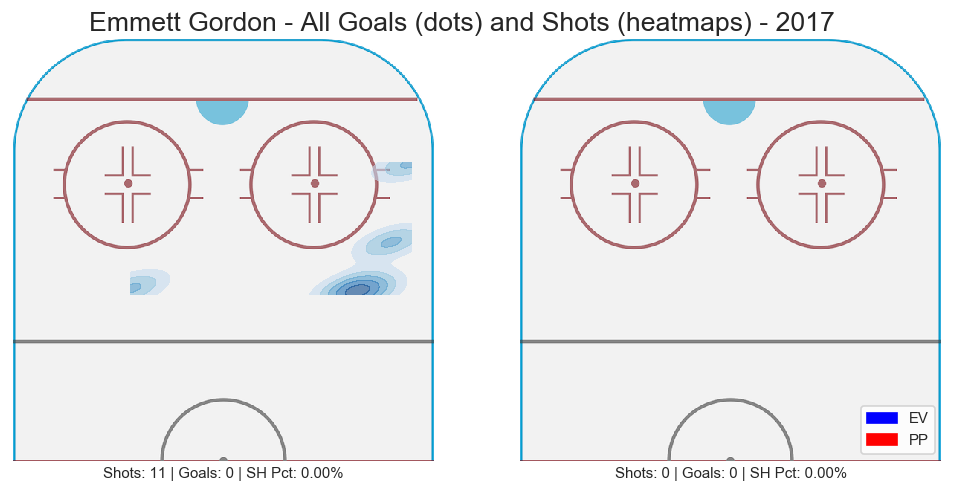 Emmett Gordon - All Goals (dots) and Shots (heatmaps) - 2017
EV
PP
Shots: 11 | Goals: 0 | SH Pct: 0.00%
Shots: 0 | Goals: 0 | SH Pct: 0.00%